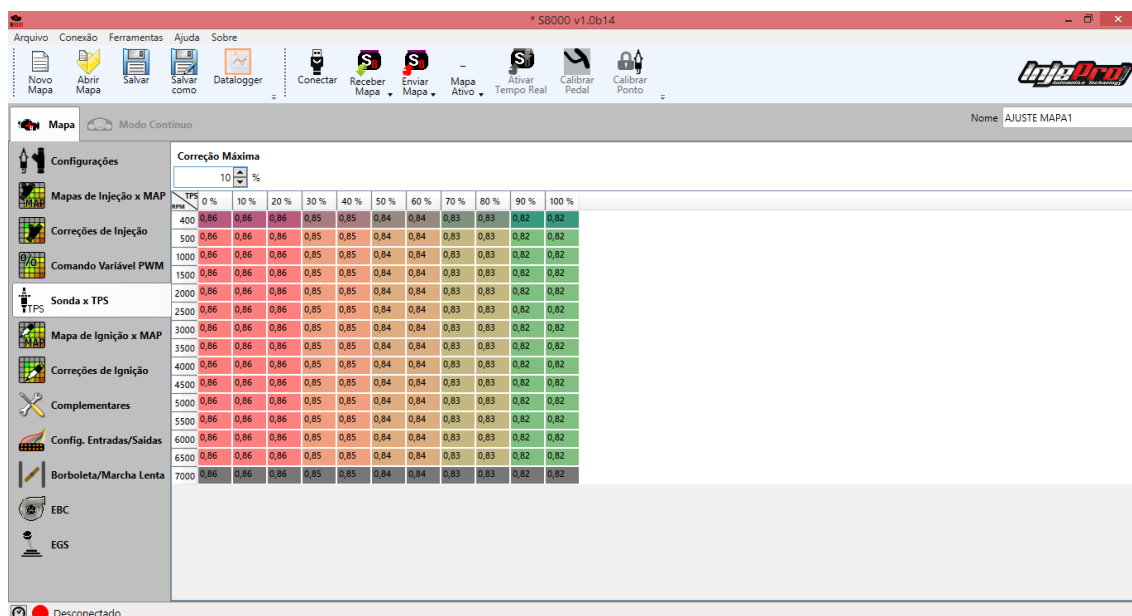 * S8000 v1.0b14
Arquivo Conexão Ferramentas Ajuda Sobre
Novo Mapa
Abrir Mapa
Salvar
Salvar como
Datalogger
Conectar
Receber Mapa
Enviar Mapa
Mapa Ativo
Ativar Tempo Real
Calibrar Pedal
Calibrar Ponto
InjePro
Mapa
Modo Contínuo
Nome AJUSTE MAPA1
Configurações
Mapas de Injeção x MAP
Correções de Injeção
Comando Variável PWM
Sonda x TPS
Mapa de Ignição x MAP
Correções de Ignição
Complementares
Config. Entradas/Saidas
Borboleta/Marcha Lenta
EBC
EGS
Correção Máxima
10 %
TPS RPM 0 % 10 % 20 % 30 % 40 % 50 % 60 % 70 % 80 % 90 % 100 %
400 0,86 0,86 0,86 0,85 0,85 0,84 0,84 0,83 0,83 0,82 0,82
500 0,86 0,86 0,86 0,85 0,85 0,84 0,84 0,83 0,83 0,82 0,82
1000 0,86 0,86 0,86 0,85 0,85 0,84 0,84 0,83 0,83 0,82 0,82
1500 0,86 0,86 0,86 0,85 0,85 0,84 0,84 0,83 0,83 0,82 0,82
2000 0,86 0,86 0,86 0,85 0,85 0,84 0,84 0,83 0,83 0,82 0,82
2500 0,86 0,86 0,86 0,85 0,85 0,84 0,84 0,83 0,83 0,82 0,82
3000 0,86 0,86 0,86 0,85 0,85 0,84 0,84 0,83 0,83 0,82 0,82
3500 0,86 0,86 0,86 0,85 0,85 0,84 0,84 0,83 0,83 0,82 0,82
4000 0,86 0,86 0,86 0,85 0,85 0,84 0,84 0,83 0,83 0,82 0,82
4500 0,86 0,86 0,86 0,85 0,85 0,84 0,84 0,83 0,83 0,82 0,82
5000 0,86 0,86 0,86 0,85 0,85 0,84 0,84 0,83 0,83 0,82 0,82
5500 0,86 0,86 0,86 0,85 0,85 0,84 0,84 0,83 0,83 0,82 0,82
6000 0,86 0,86 0,86 0,85 0,85 0,84 0,84 0,83 0,83 0,82 0,82
6500 0,86 0,86 0,86 0,85 0,85 0,84 0,84 0,83 0,83 0,82 0,82
7000 0,86 0,86 0,86 0,85 0,85 0,84 0,84 0,83 0,83 0,82 0,82
Desconectado